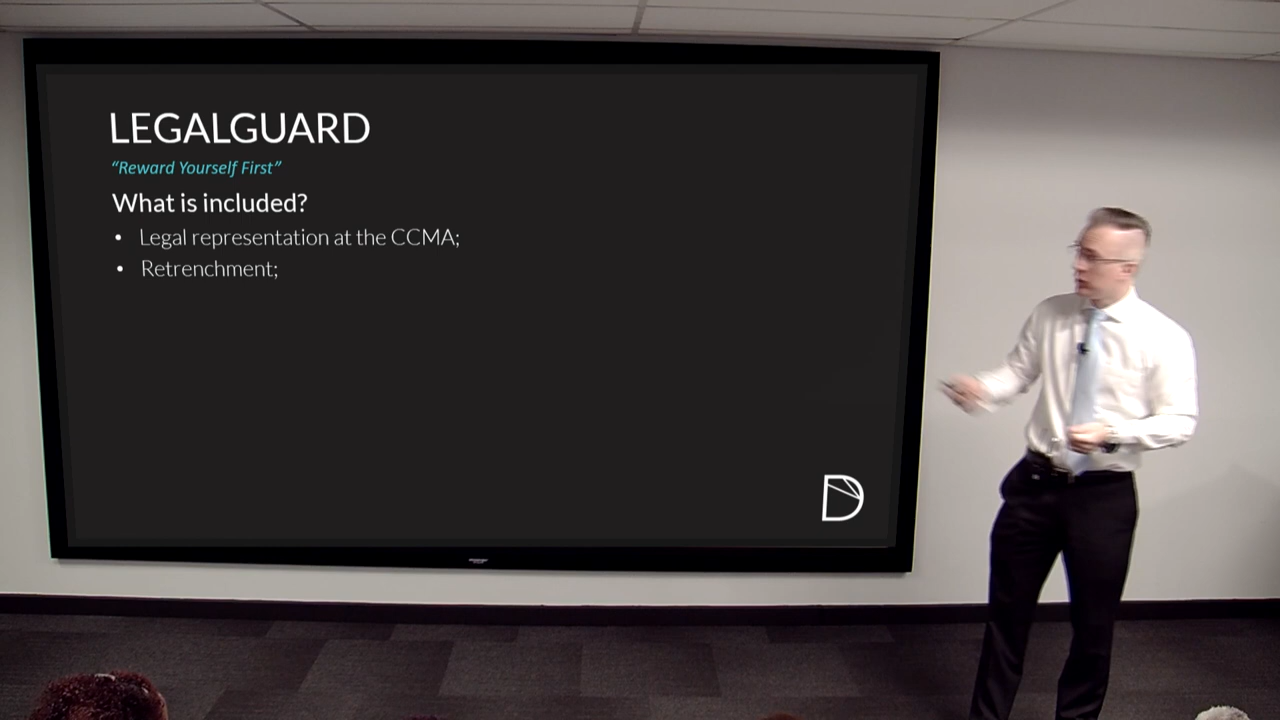 LEGALGUARD
“Reward Yourself First”
What is included?
• Legal representation at the CCMA;
• Retrenchment;